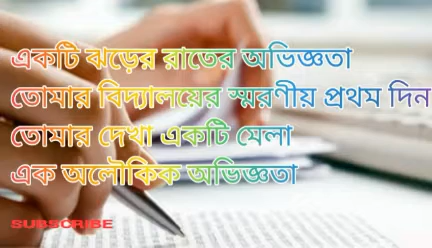 একটি ঝড়ের রাতের অভিজ্ঞতা
তোমার বিদ্যালয়ের স্মরণীয় প্রথম দিন
তোমার দেখা একটি মেলা
এক অলৌকিক অভিজ্ঞতা
SUBSCRIBE